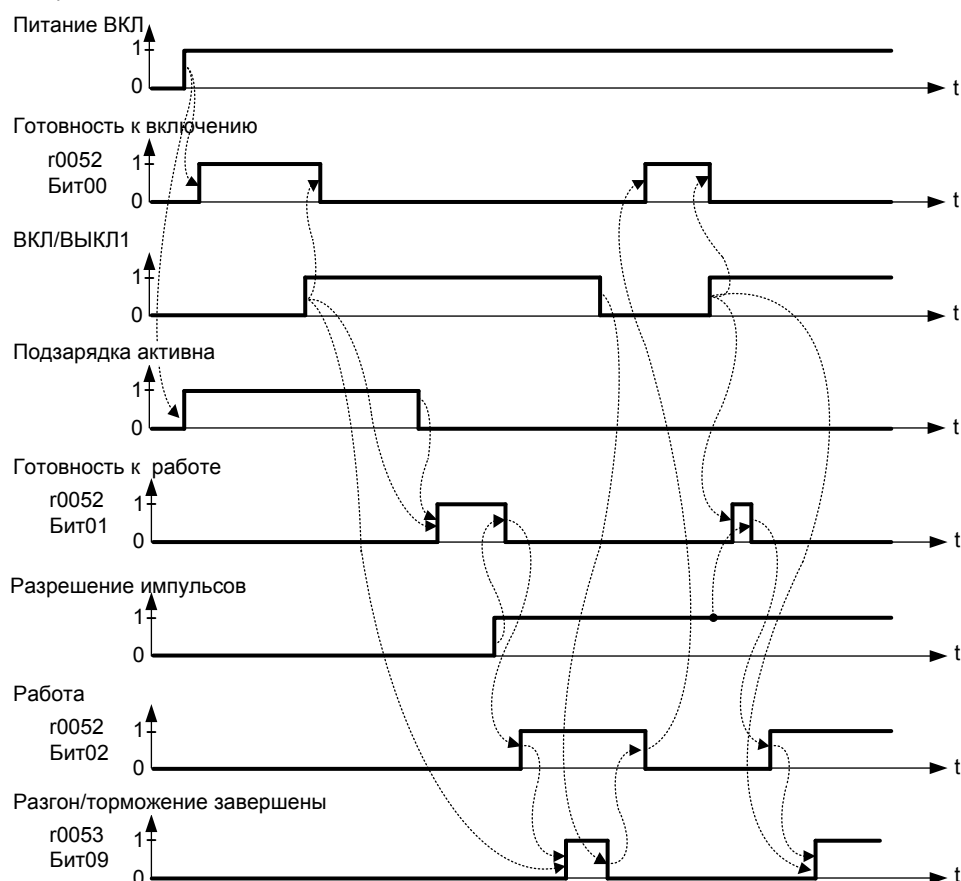 Питание ВКЛ
1
0
t
Готовность к включению
r0052
1
Бит00
0
t
ВКЛ/ВЫКЛ1
1
0
t
Подзарядка активна
1
0
t
Готовность к работе
r0052
1
Бит01
0
t
Разрешение импульсов
1
0
t
Работа
r0052
1
Бит02
0
t
Разгон/торможение завершены
r0053
1
Бит09
0
t